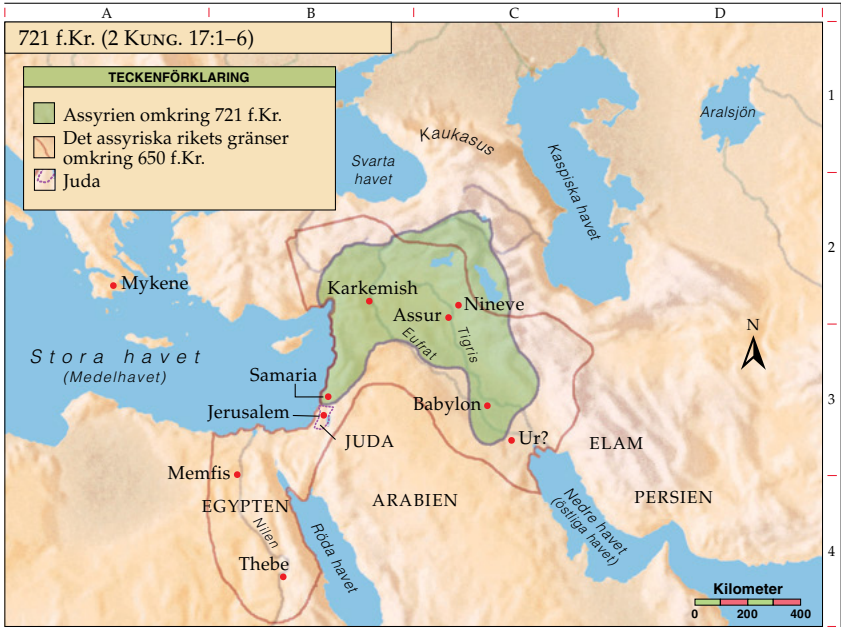 A B C D
721 f.Kr. (2 KUNG. 17:1–6)
TECKENFÖRKLARING
Assyrien omkring 721 f.Kr.
Det assyriska rikets gränser
omkring 650 f.Kr.
Juda
1
2
3
4
Aralsjön
Kaukasus
Svarta
havet
Kaspiska havet
Mykene
Karkemish
Nineve
Assur
Eufrat
Tigris
N
Stora havet
(Medelhavet)
Samaria
Babylon
Jerusalem
JUDA
Ur?
ELAM
Memfis
EGYPTEN
ARABIEN
PERSIEN
Nilen
Röda havet
Nedre havet
(östliga havet)
Thebe
Kilometer
0 200 400